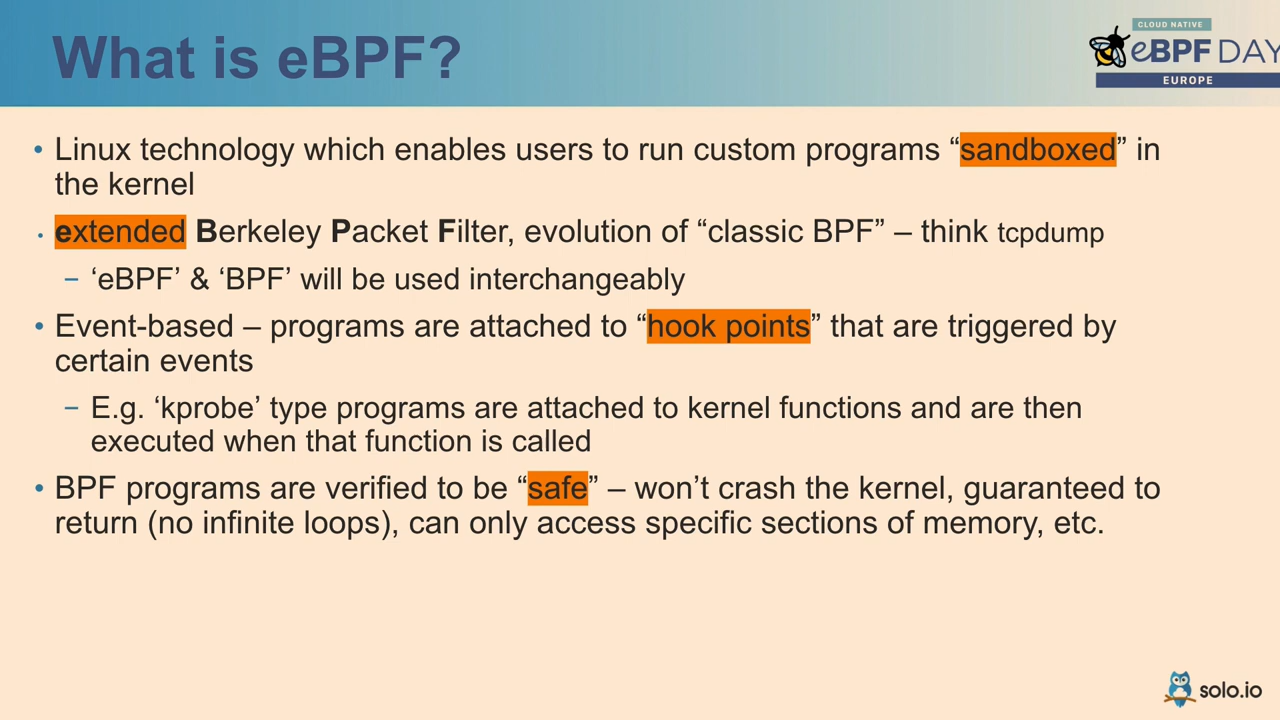 What is eBPF?
CLOUD NATIVE
eBPF DAY
EUROPE
• Linux technology which enables users to run custom programs “sandboxed” in
the kernel
• extended Berkeley Packet Filter, evolution of “classic BPF” – think tcpdump
– ‘eBPF’ & ‘BPF’ will be used interchangeably
• Event-based – programs are attached to “hook points” that are triggered by
certain events
– E.g. ‘kprobe’ type programs are attached to kernel functions and are then
executed when that function is called
• BPF programs are verified to be “safe” – won’t crash the kernel, guaranteed to
return (no infinite loops), can only access specific sections of memory, etc.
solo.io